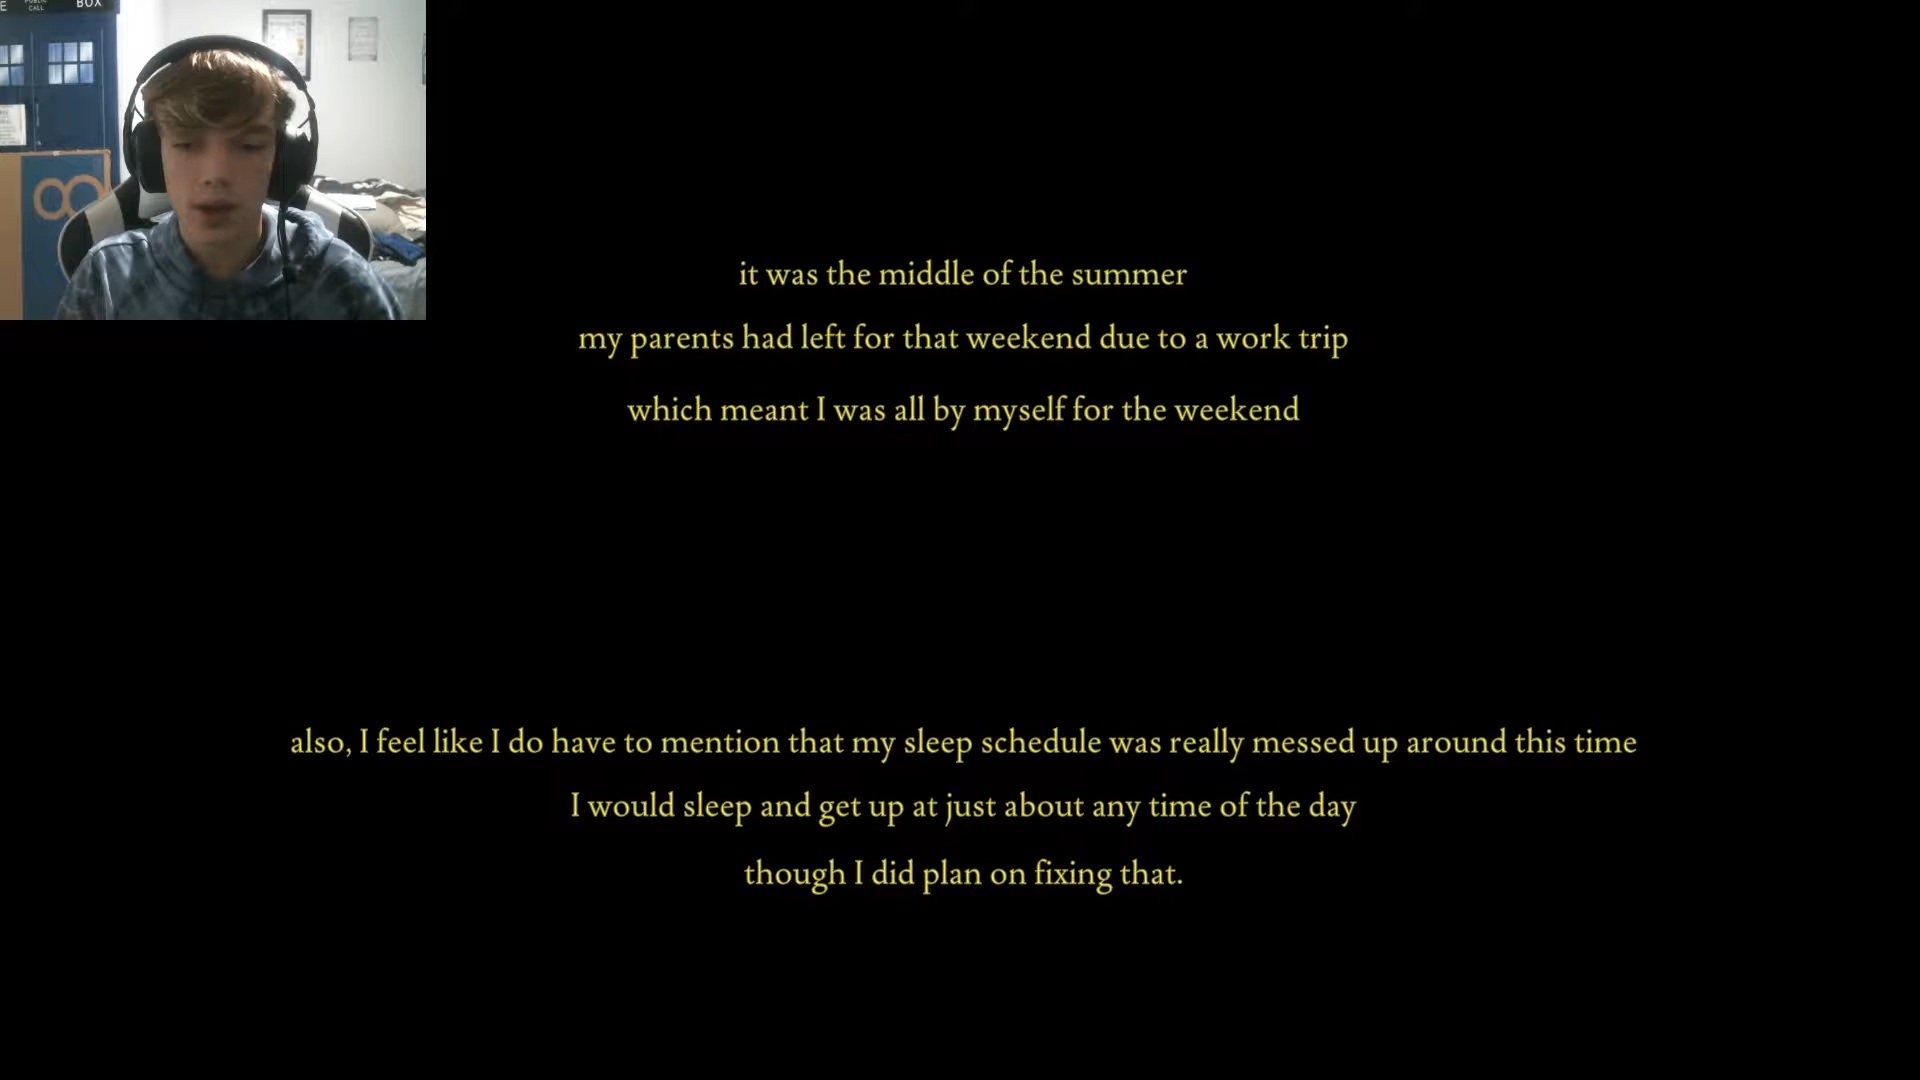 E
PUBLIC
CALL
BOX
it was the middle of the summer
my parents had left for that weekend due to a work trip
which meant I was all by myself for the weekend
also, I feel like I do have to mention that my sleep schedule was really messed up around this time
I would sleep and get up at just about any time of the day
though I did plan on fixing that.